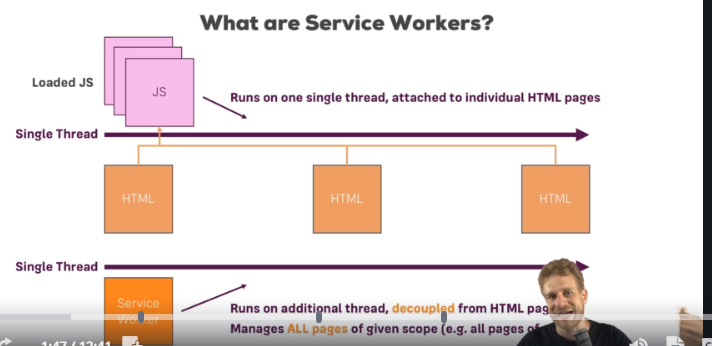 What are Service Workers?
Loaded JS
JS
Runs on one single thread, attached to individual HTML pages
Single Thread
HTML
HTML
HTML
Single Thread
Service
Worker
Runs on additional thread, decoupled from HTML pag
Manages ALL pages of given scope (e.g. all pages of
1:47 / 12:41